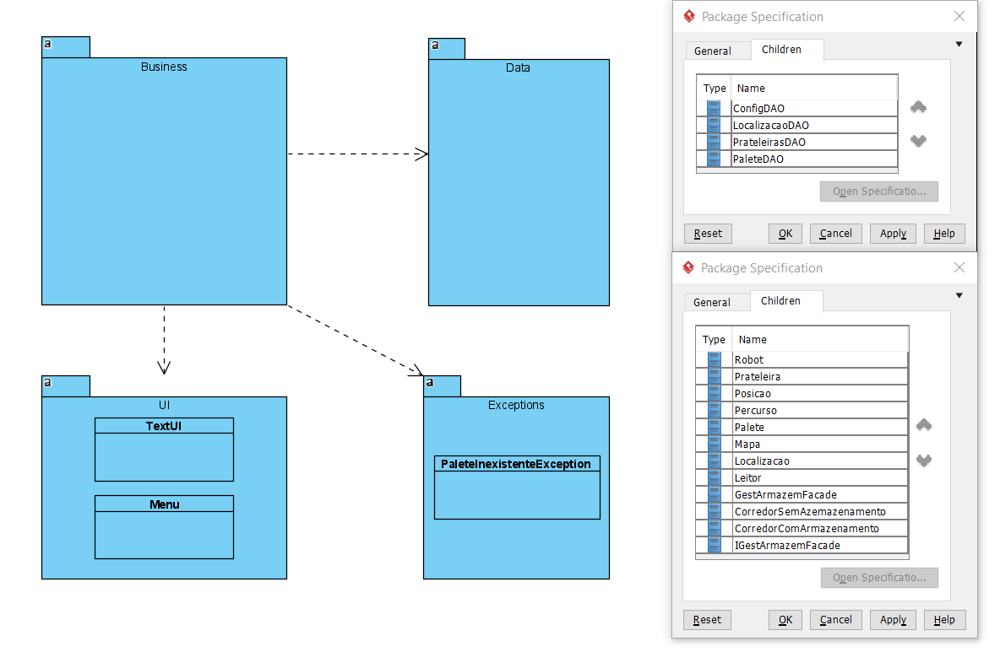 a
Business
a
Data
a
UI
TextUI
Menu
a
Exceptions
PaleteInexistenteException
Package Specification
General
Children
Type Name
ConfigDAO
LocalizacaoDAO
PrateleirasDAO
PaleteDAO
Open Specificatio...
Reset OK Cancel Apply Help
Package Specification
General
Children
Type Name
Robot
Prateleira
Posicao
Percurso
Palete
Mapa
Localizacao
Leitor
GestArmazemFacade
CorredorSemAzemazenamento
CorredorComArmazenamento
IGestArmazemFacade
Open Specificatio...
Reset OK Cancel Apply Help